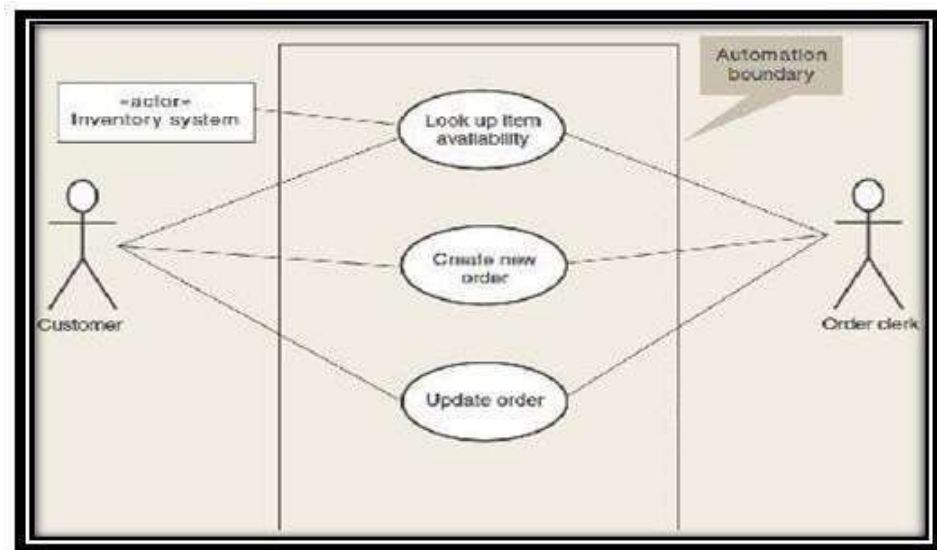 Automation
boundary
«actor»
Inventory system
Look up item
availability
Create new
order
Customer
Order clerk
Update order